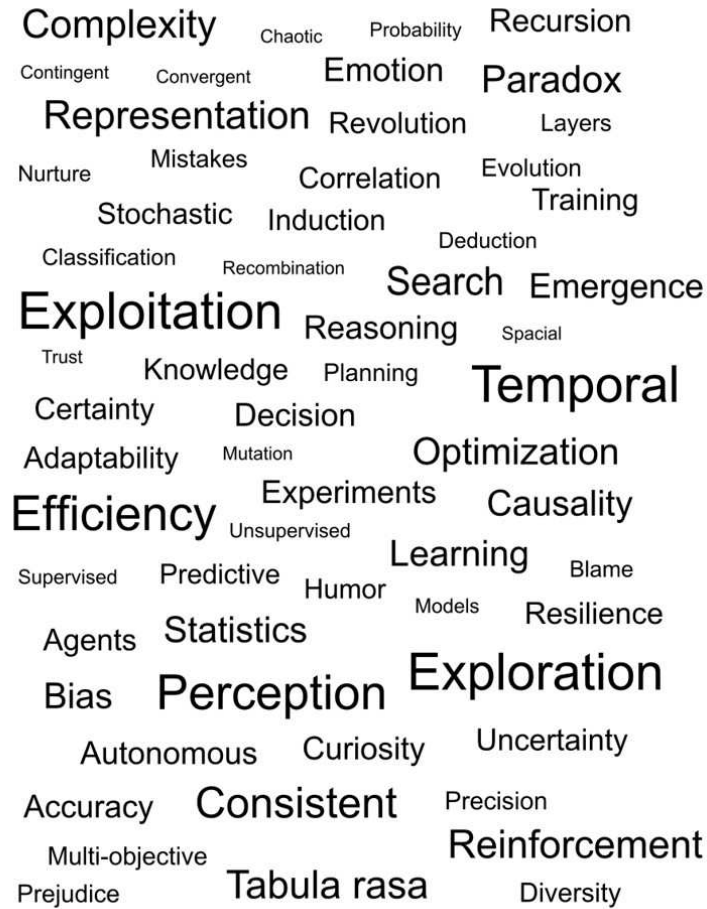 Complexity Chaotic Probability Recursion
Contingent Convergent Emotion Paradox
Representation Revolution Layers
Nurture Mistakes Correlation Evolution
Training
Stochastic Induction
Deduction
Classification Recombination Search Emergence
Exploitation Reasoning Spacial
Trust Knowledge Planning Temporal
Certainty Decision
Adaptability Mutation Optimization
Efficiency Experiments Causality
Unsupervised
Learning
Supervised Predictive Humor Blame
Models Resilience
Agents Statistics
Bias Perception Exploration
Autonomous Curiosity Uncertainty
Accuracy Consistent Precision
Multi-objective Reinforcement
Prejudice Tabula rasa Diversity